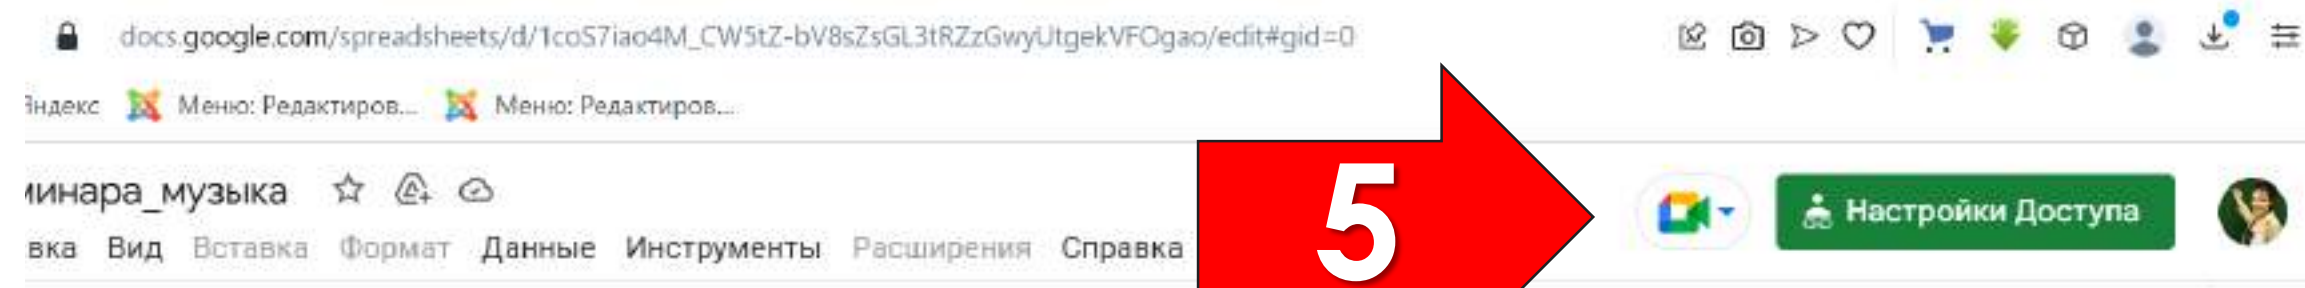 docs.google.com/spreadsheets/d/1coS7iao4M_CW5tZ-bV8sZsGL3tRZzGwyUtgekVFOgao/edit#gid=0
Яндекс Меню: Редактиров... Меню: Редактиров...
минара_музыка
5
Настройки Доступа
вка Вид Вставка Формат Данные Инструменты Расширения Справка